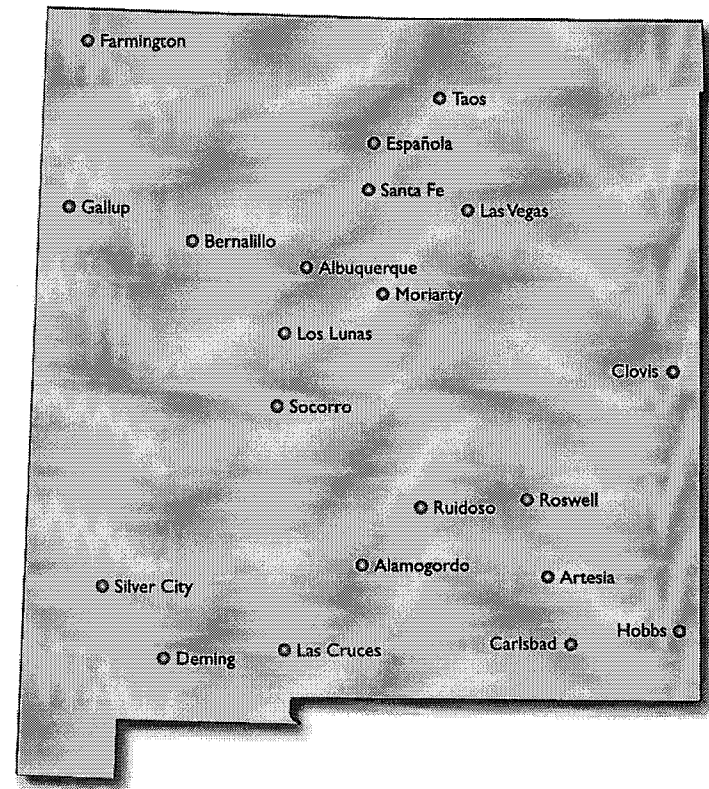 Farmington
Taos
Española
Santa Fe
Gallup
Las Vegas
Bernalillo
Albuquerque
Moriarty
Los Lunas
Clovis
Socorro
Roswell
Ruidoso
Alamogordo
Artesia
Silver City
Hobbs
Carlsbad
Las Cruces
Deming